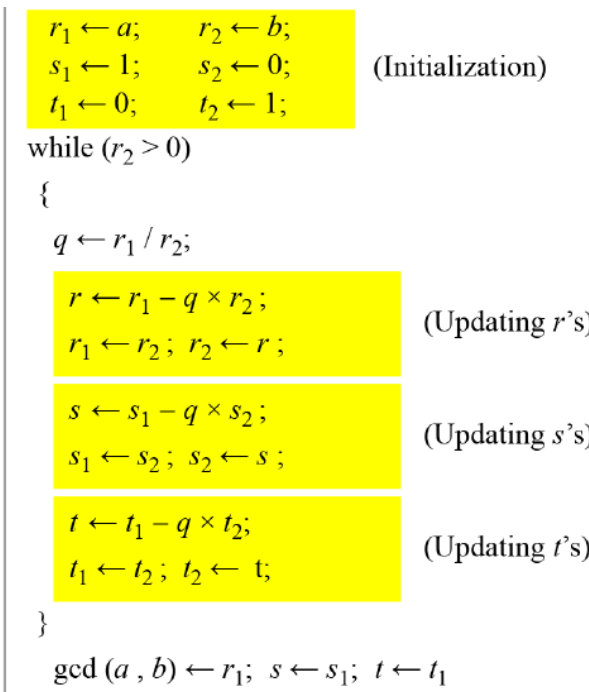 r₁ ← a; r₂ ← b;
s₁ ← 1; s₂ ← 0; (Initialization)
t₁ ← 0; t₂ ← 1;
while (r₂ > 0)
{
q ← r₁ / r₂;
r ← r₁ – q × r₂ ;
(Updating r's)
r₁ ← r₂ ; r₂ ← r ;
s ← s₁ – q × s₂ ;
(Updating s's)
s₁ ← s₂ ; s₂ ← s ;
t ← t₁ – q × t₂;
(Updating t's)
t₁ ← t₂ ; t₂ ← t;
}
gcd (a , b) ← r₁; s ← s₁; t ← t₁